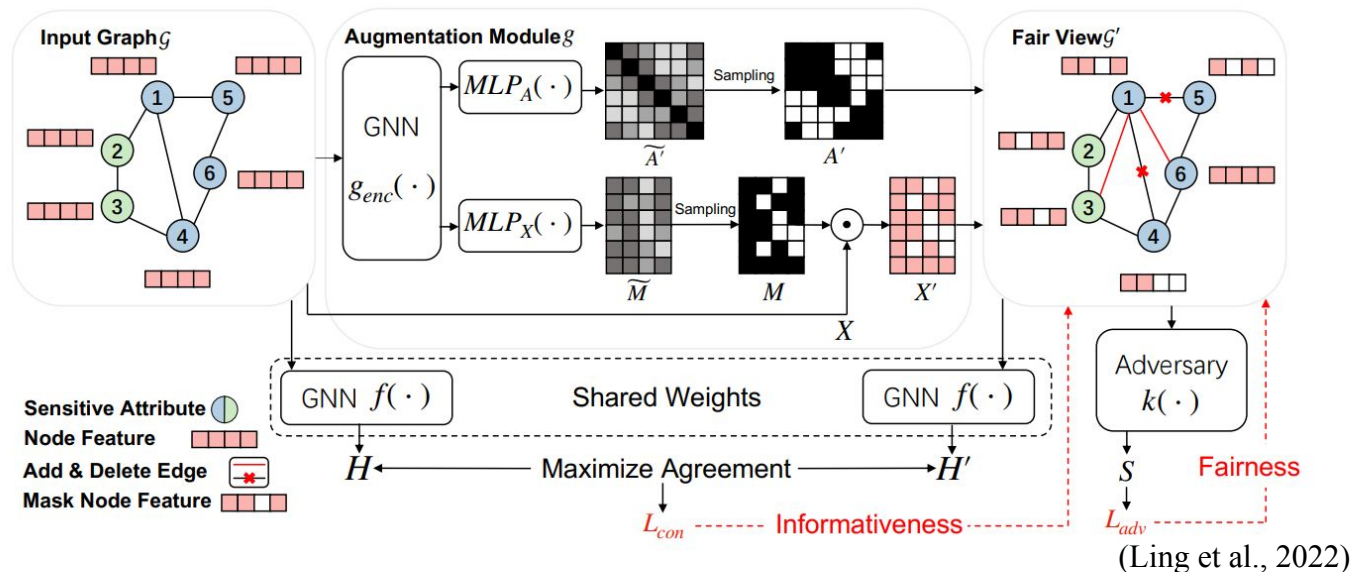 Input Graph 𝒢
1
5
2
6
3
4
Augmentation Module g
GNN
g_enc(·)
MLP_A(·)
Ã'
Sampling
A'
MLP_X(·)
M̃
Sampling
M
X'
X
Fair View 𝒢'
1
5
2
6
3
4
GNN f(·)
Shared Weights
GNN f(·)
H
Maximize Agreement
H'
L_con
Informativeness
Adversary
k(·)
S
L_adv
Fairness
Sensitive Attribute
Node Feature
Add & Delete Edge
Mask Node Feature
(Ling et al., 2022)